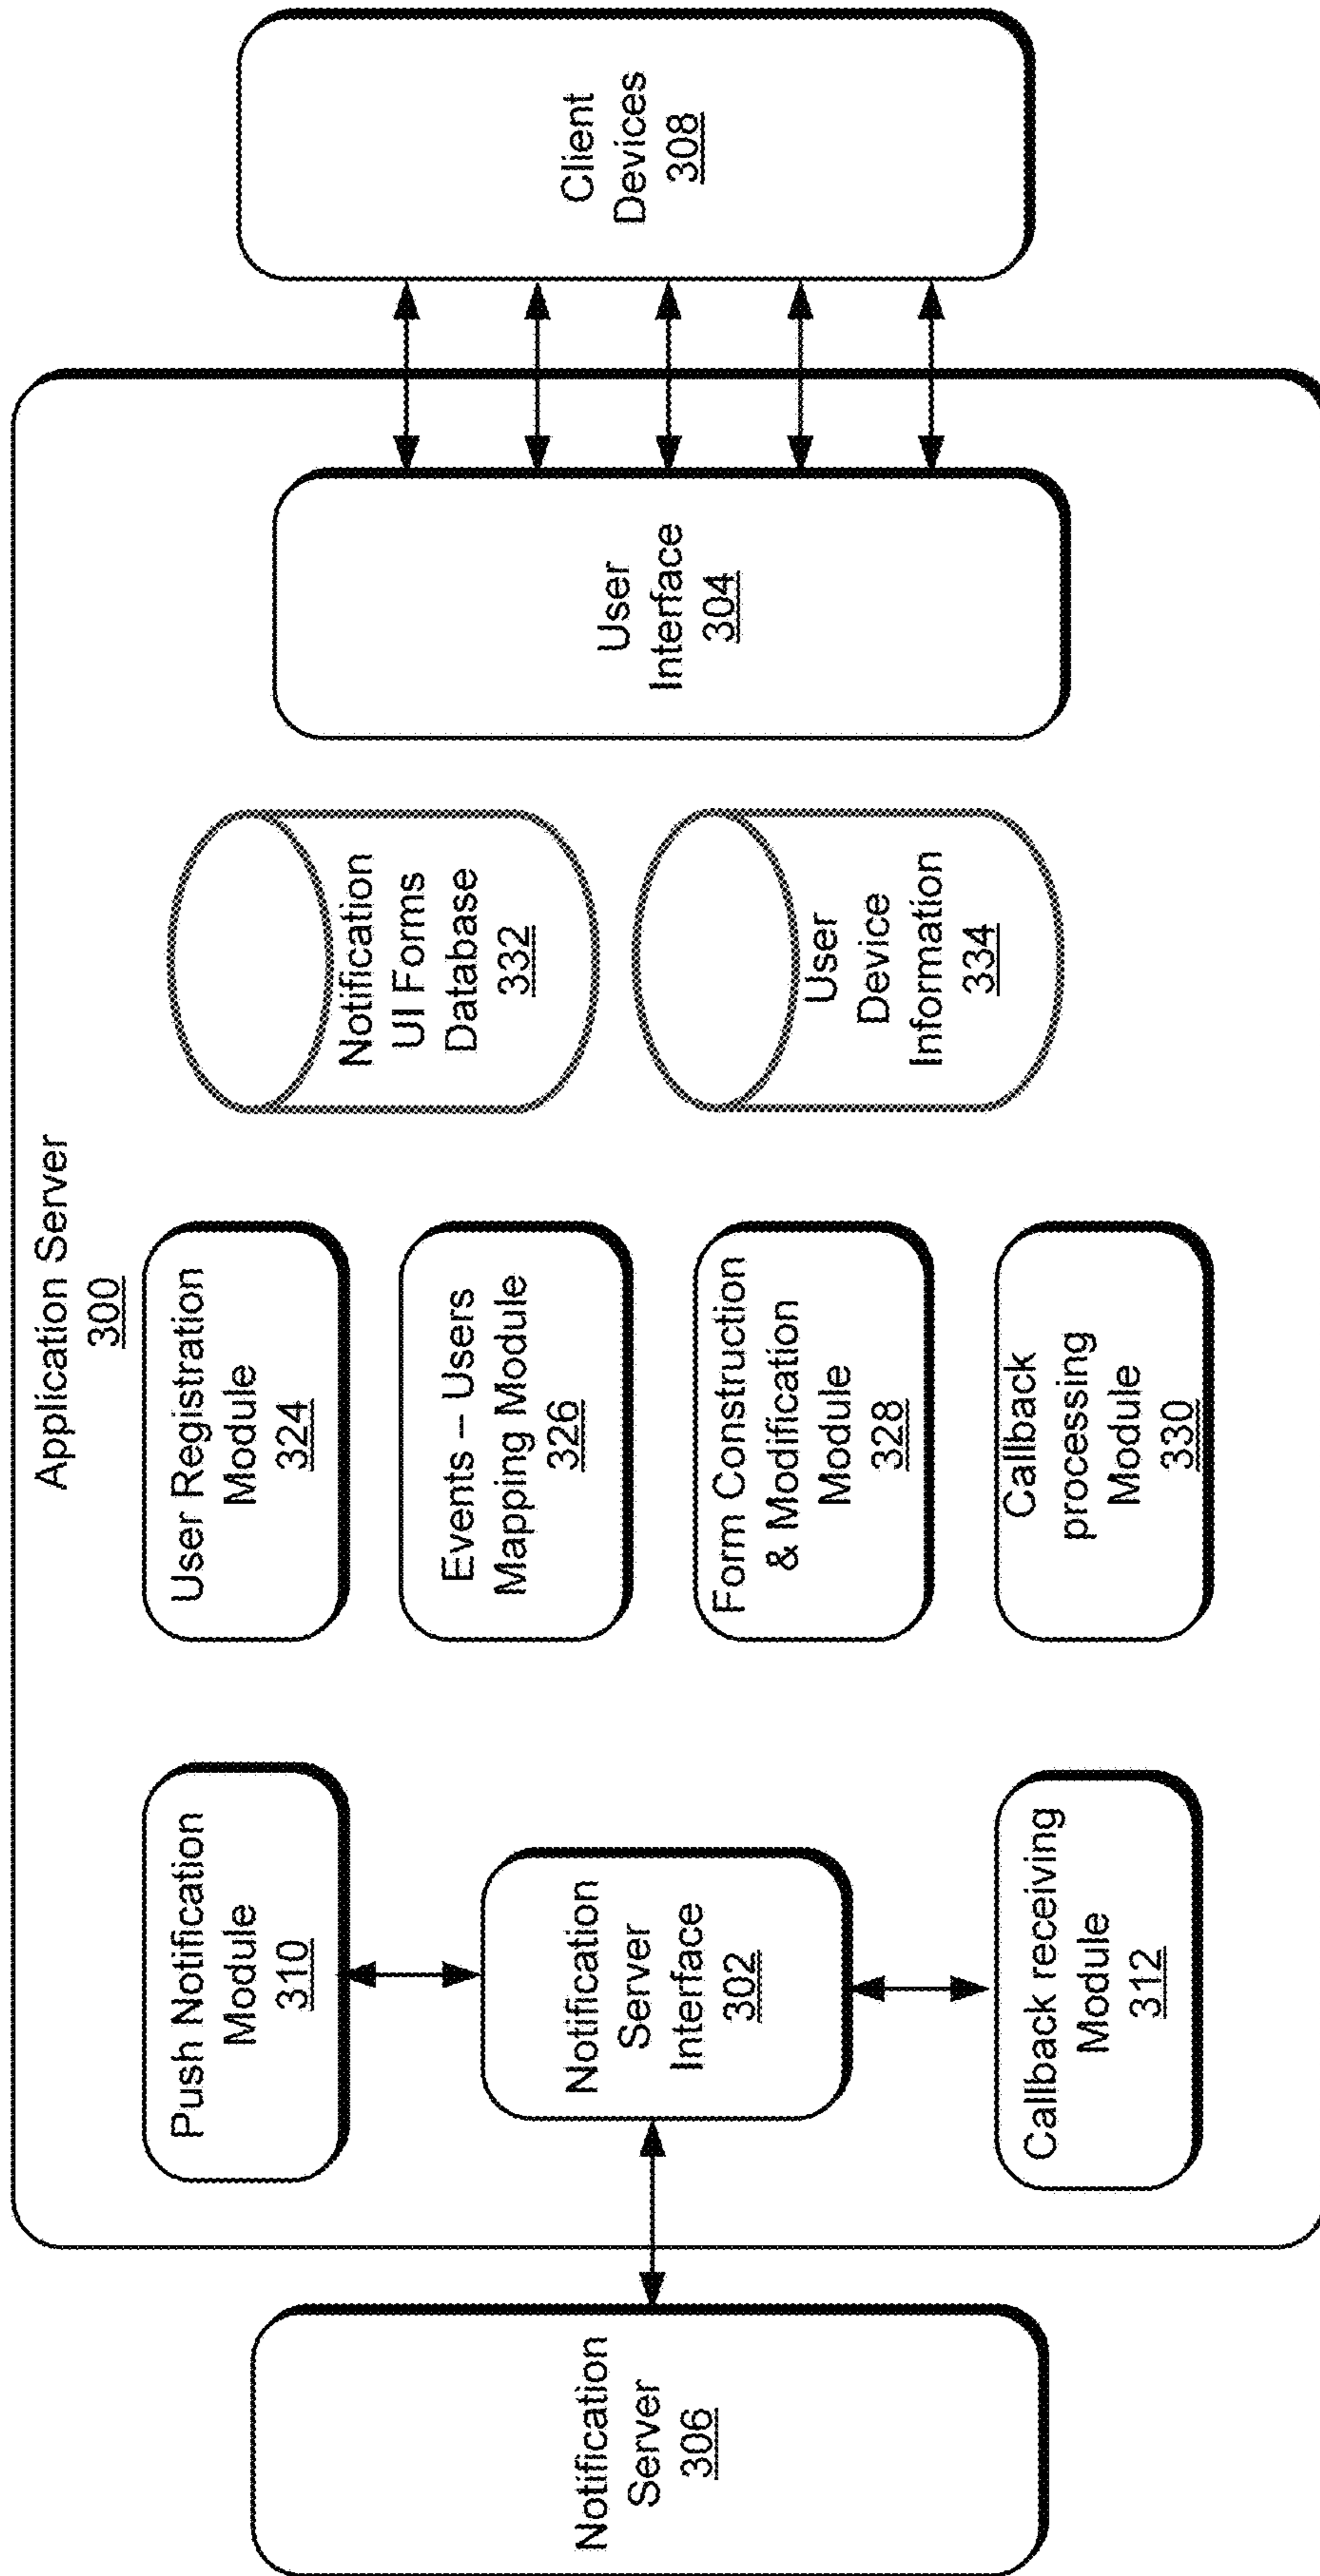 Application Server
300
Notification
Server
306
Push Notification
Module
310
Notification
Server
Interface
302
Callback receiving
Module
312
User Registration
Module
324
Events – Users
Mapping Module
326
Form Construction
& Modification
Module
328
Callback
processing
Module
330
Notification
UI Forms
Database
332
User
Device
Information
334
User
Interface
304
Client
Devices
308